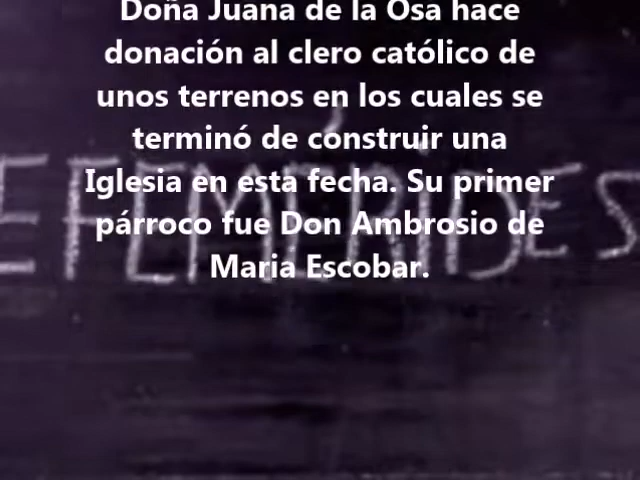 Doña Juana de la Osa hace
donación al clero católico de
unos terrenos en los cuales se
terminó de construir una
Iglesia en esta fecha. Su primer
párroco fue Don Ambrosio de
Maria Escobar.
EFEMÉRIDES